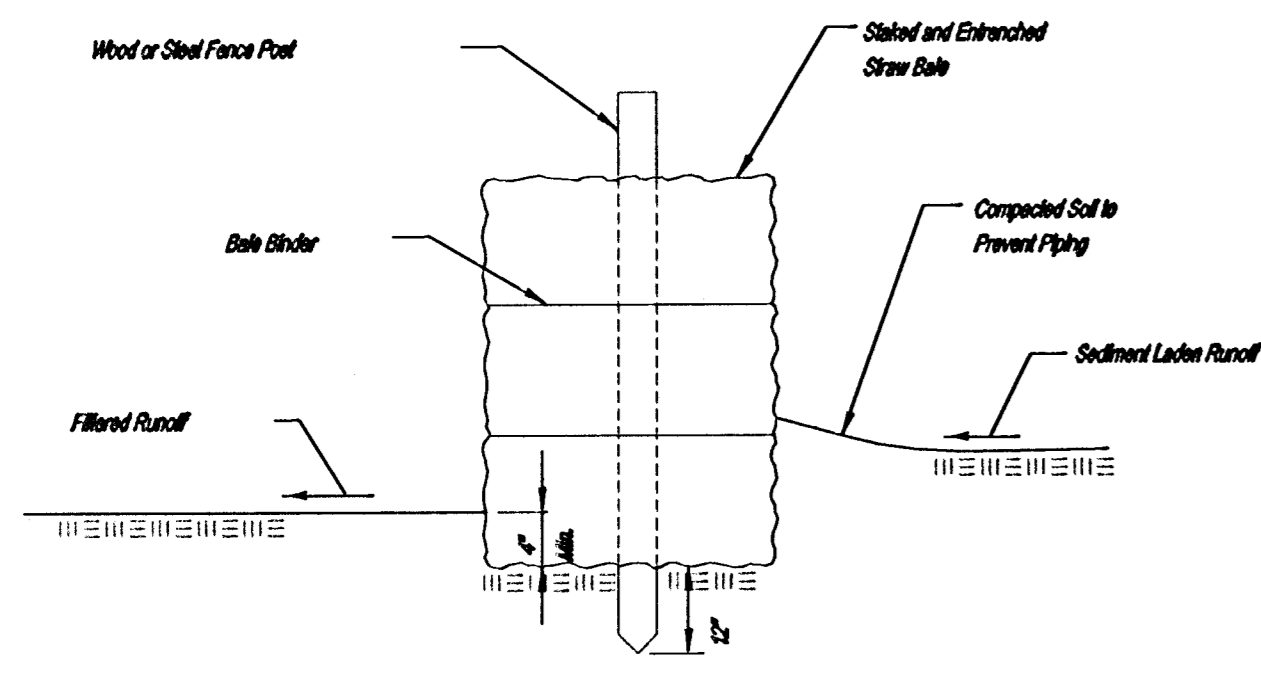 Wood or Steel Fence Post
Staked and Entrenched
Straw Bale
Compacted Soil to
Prevent Piping
Bale Binder
Sediment Laden Runoff
Filtered Runoff
4"
Min.
12"